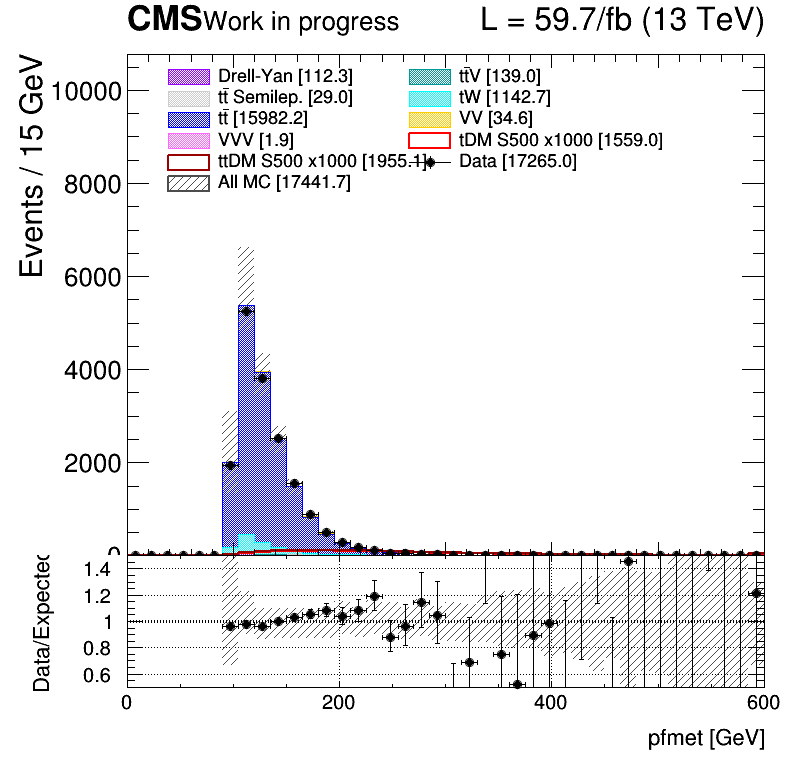 CMS Work in progress L = 59.7/fb (13 TeV)
Drell-Yan [112.3] tt̄V [139.0]
tt̄ Semilep. [29.0] tW [1142.7]
tt̄ [15982.2] VV [34.6]
VVV [1.9] tDM S500 x1000 [1559.0]
ttDM S500 x1000 [1955.1] Data [17265.0]
All MC [17441.7]
Events / 15 GeV
10000
8000
6000
4000
2000
0
Data/Expected
1.4
1.2
1
0.8
0.6
0 200 400 600
pfmet [GeV]